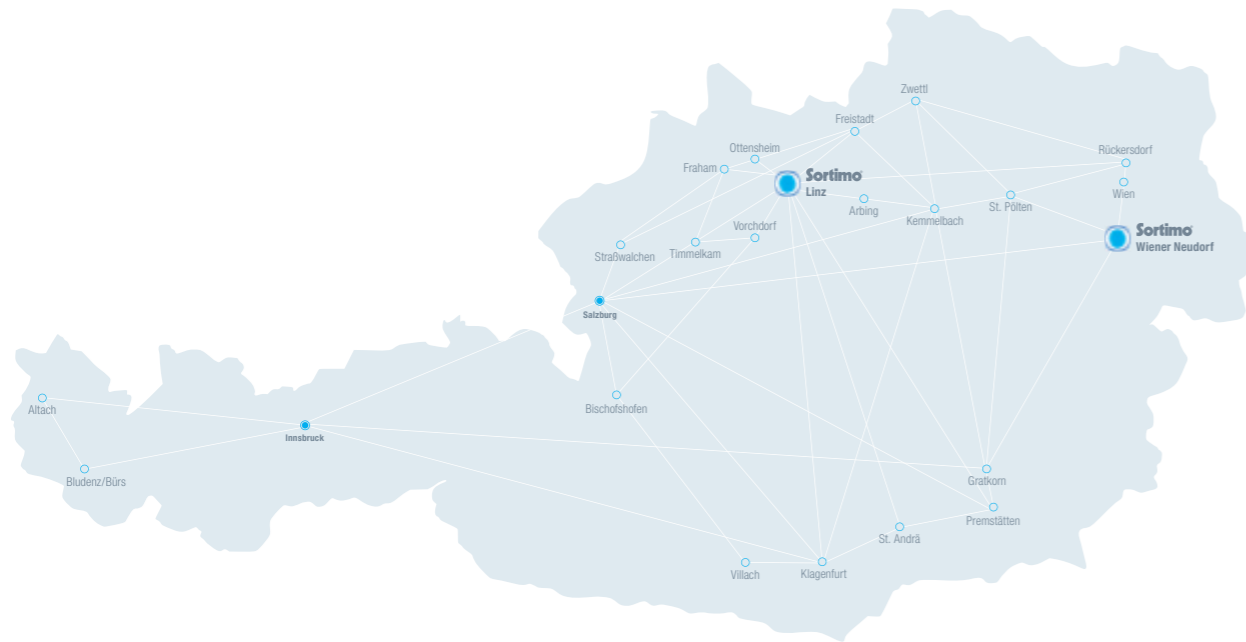 Zwettl
Freistadt
Ottensheim
Rückersdorf
Fraham
Sortimo
Linz
Wien
Arbing
Kemmelbach
St. Pölten
Vorchdorf
Sortimo
Wiener Neudorf
Straßwalchen
Timmelkam
Salzburg
Altach
Bischofshofen
Innsbruck
Bludenz/Bürs
Gratkorn
Premstätten
St. Andrä
Villach
Klagenfurt